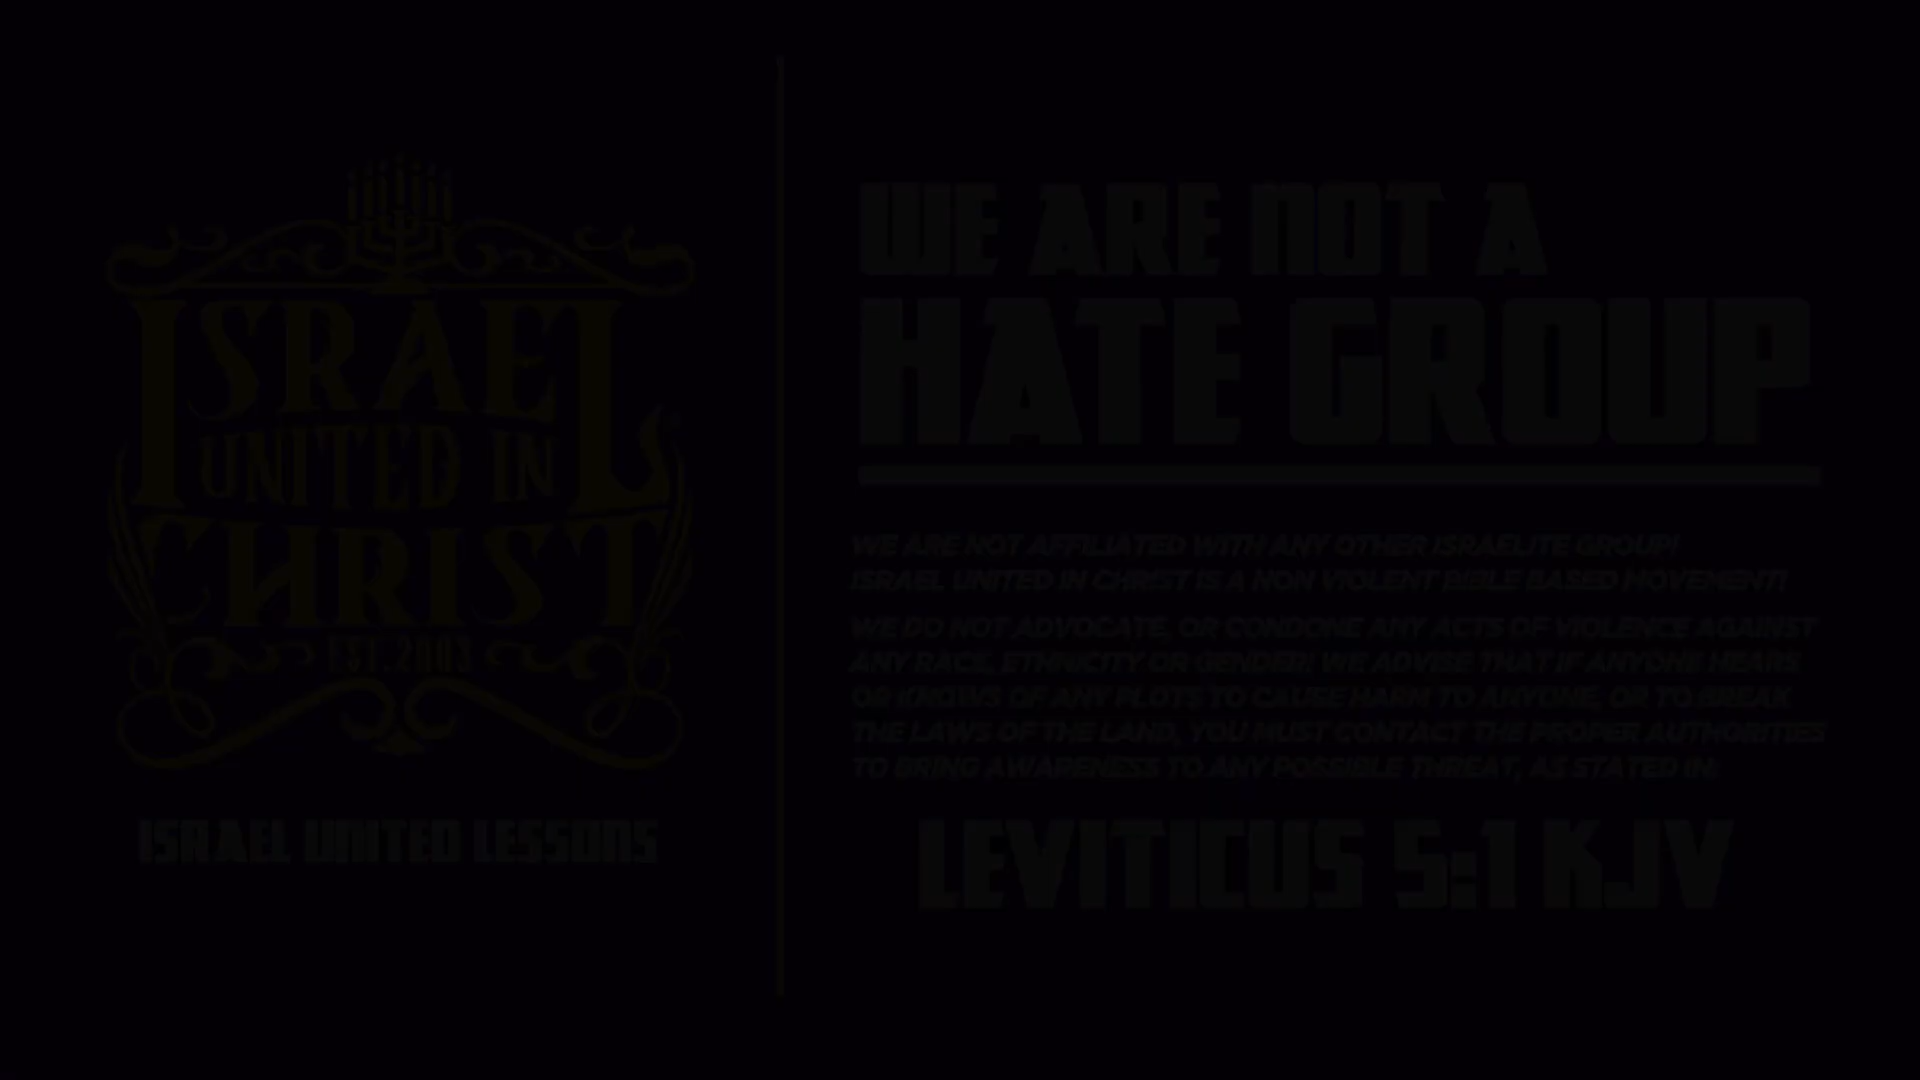 ISRAEL
UNITED IN
CHRIST
EST. 2003
ISRAEL UNITED LESSONS
WE ARE NOT A
HATE GROUP
WE ARE NOT AFFILIATED WITH ANY OTHER ISRAELITE GROUP!
ISRAEL UNITED IN CHRIST IS A NON VIOLENT BIBLE BASED MOVEMENT!
WE DO NOT ADVOCATE, OR CONDONE ANY ACTS OF VIOLENCE AGAINST
ANY RACE, ETHNICITY OR GENDER! WE ADVISE THAT IF ANYONE HEARS
OR KNOWS OF ANY PLOTS TO CAUSE HARM TO ANYONE, OR TO BREAK
THE LAWS OF THE LAND, YOU MUST CONTACT THE PROPER AUTHORITIES
TO BRING AWARENESS TO ANY POSSIBLE THREAT, AS STATED IN:
LEVITICUS 5:1 KJV